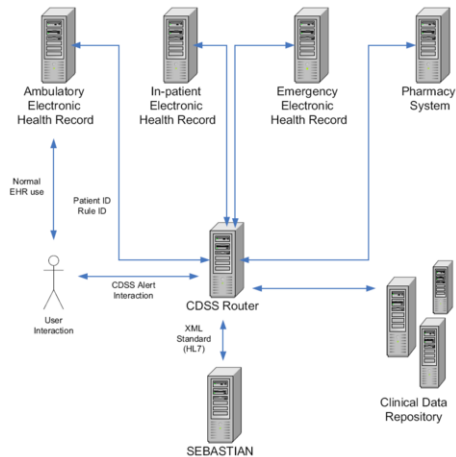 Ambulatory
Electronic
Health Record
In-patient
Electronic
Health Record
Emergency
Electronic
Health Record
Pharmacy
System
Normal
EHR use
Patient ID
Rule ID
CDSS Alert
Interaction
User
Interaction
CDSS Router
XML
Standard
(HL7)
Clinical Data
Repository
SEBASTIAN